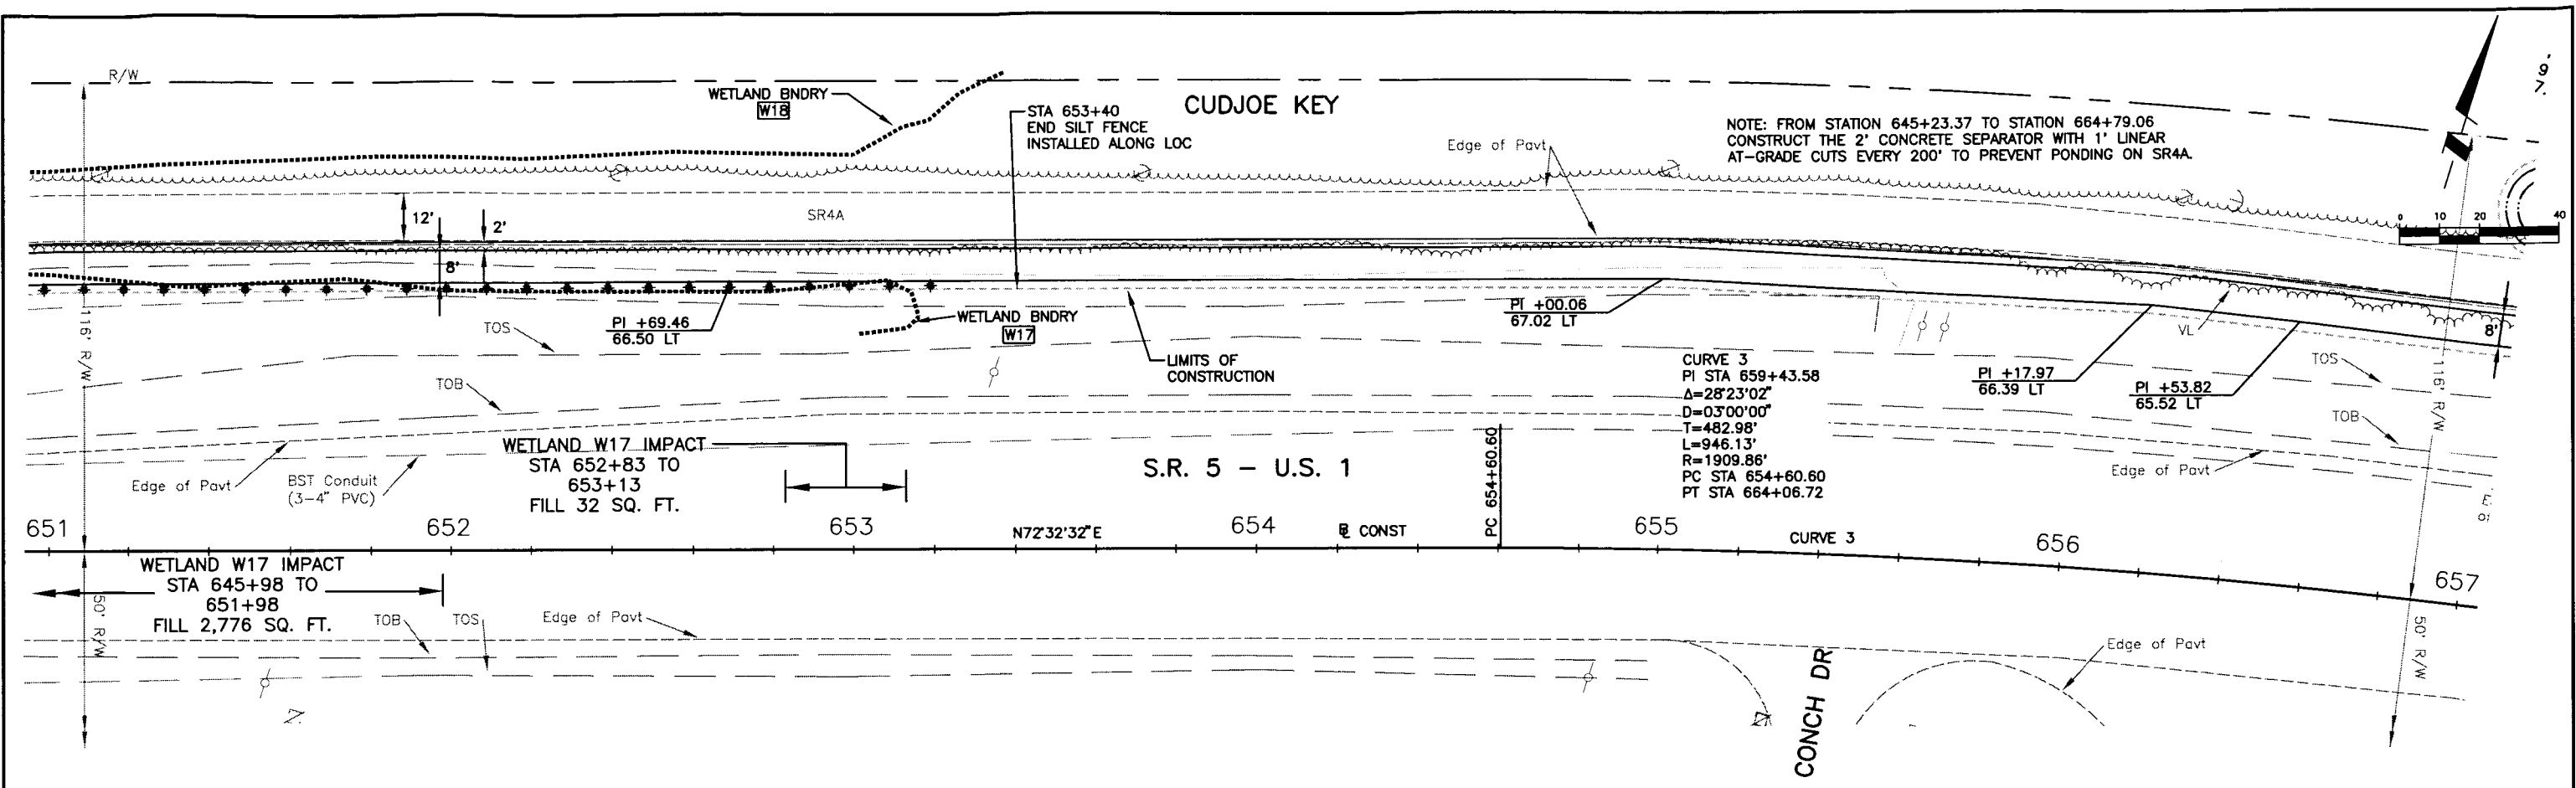 R/W
WETLAND BNDRY
W18
CUDJOE KEY
STA 653+40
END SILT FENCE
INSTALLED ALONG LOC
Edge of Pavt
NOTE: FROM STATION 645+23.37 TO STATION 664+79.06
CONSTRUCT THE 2' CONCRETE SEPARATOR WITH 1' LINEAR
AT-GRADE CUTS EVERY 200' TO PREVENT PONDING ON SR4A.
N
0 10 20 40
12'
2'
SR4A
8'
116' R/W
TOS
PI +69.46
66.50 LT
WETLAND BNDRY
W17
LIMITS OF
CONSTRUCTION
PI +00.06
67.02 LT
VL
8'
PI +17.97
66.39 LT
PI +53.82
65.52 LT
TOS
116' R/W
TOB
TOB
CURVE 3
PI STA 659+43.58
Δ=28°23'02"
D=03°00'00"
T=482.98'
L=946.13'
R=1909.86'
PC STA 654+60.60
PT STA 664+06.72
WETLAND W17 IMPACT
STA 652+83 TO
653+13
FILL 32 SQ. FT.
Edge of Pavt
BST Conduit
(3-4" PVC)
S.R. 5 - U.S. 1
PC 654+60.60
Edge of Pavt
651
652
653
N72°32'32"E
654
BL CONST
655
CURVE 3
656
657
WETLAND W17 IMPACT
STA 645+98 TO
651+98
FILL 2,776 SQ. FT.
50' R/W
TOB
TOS
Edge of Pavt
CONCH DR
Edge of Pavt
50' R/W